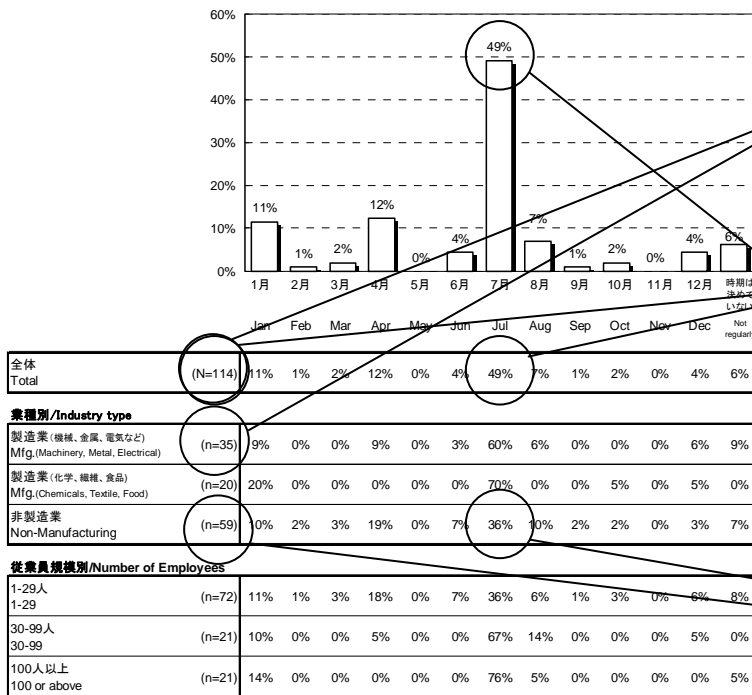 60%
50%
40%
30%
20%
10%
0%
11%
1%
2%
12%
0%
4%
49%
7%
1%
2%
0%
4%
6%
1月 2月 3月 4月 5月 6月 7月 8月 9月 10月 11月 12月 時期は
決めて
いない
Jan Feb Mar Apr May Jun Jul Aug Sep Oct Nov Dec Not
regularly
全体
Total (N=114) 11% 1% 2% 12% 0% 4% 49% 7% 1% 2% 0% 4% 6%
業種別/Industry type
製造業(機械、金属、電気など)
Mfg.(Machinery, Metal, Electrical) (n=35) 9% 0% 0% 9% 0% 3% 60% 6% 0% 0% 0% 6% 9%
製造業(化学、繊維、食品)
Mfg.(Chemicals, Textile, Food) (n=20) 20% 0% 0% 0% 0% 0% 70% 0% 0% 5% 0% 5% 0%
非製造業
Non-Manufacturing (n=59) 10% 2% 3% 19% 0% 7% 36% 10% 2% 2% 0% 3% 7%
従業員規模別/Number of Employees
1-29人
1-29 (n=72) 11% 1% 3% 18% 0% 7% 36% 6% 1% 3% 0% 6% 8%
30-99人
30-99 (n=21) 10% 0% 0% 5% 0% 0% 67% 14% 0% 0% 0% 5% 0%
100人以上
100 or above (n=21) 14% 0% 0% 0% 0% 0% 76% 5% 0% 0% 0% 0% 5%